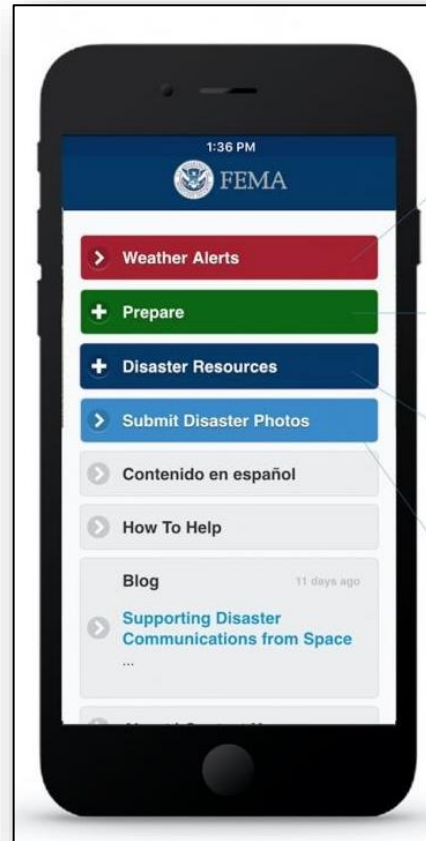 1:36 PM
FEMA
Weather Alerts
Prepare
Disaster Resources
Submit Disaster Photos
Contenido en español
How To Help
Blog
11 days ago
Supporting Disaster
Communications from Space
...